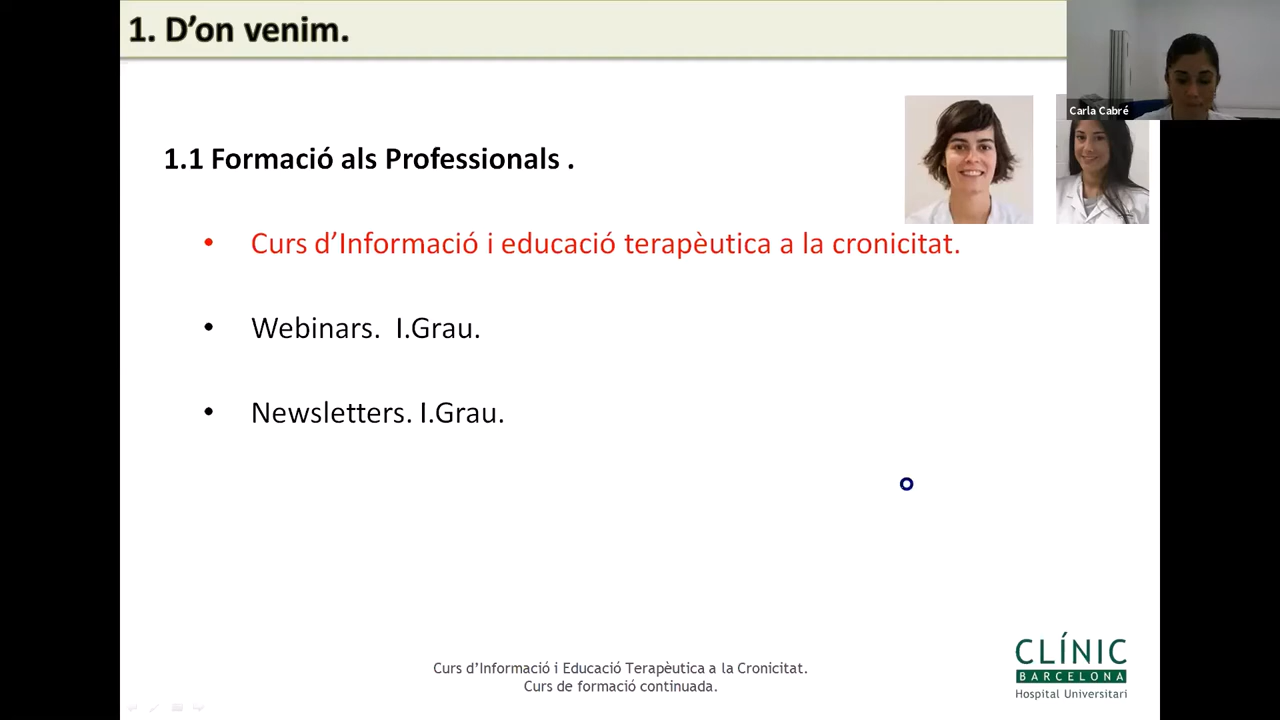 1. D'on venim.
Carla Cabré
1.1 Formació als Professionals .
• Curs d'Informació i educació terapèutica a la cronicitat.
• Webinars. I.Grau.
• Newsletters. I.Grau.
Curs d'Informació i Educació Terapèutica a la Cronicitat.
Curs de formació continuada.
CLÍNIC
BARCELONA
Hospital Universitari